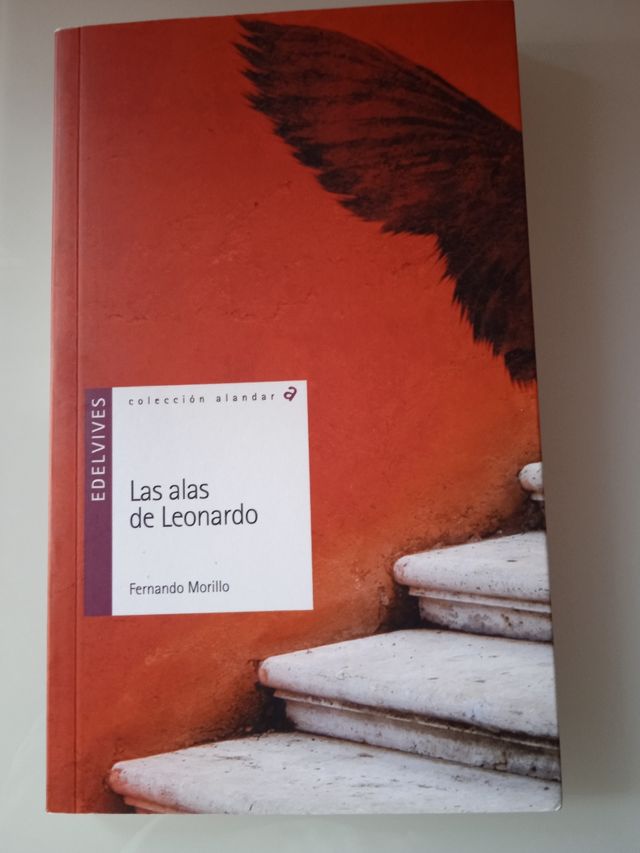 colección alandar a
EDELVIVES
Las alas
de Leonardo
Fernando Morillo